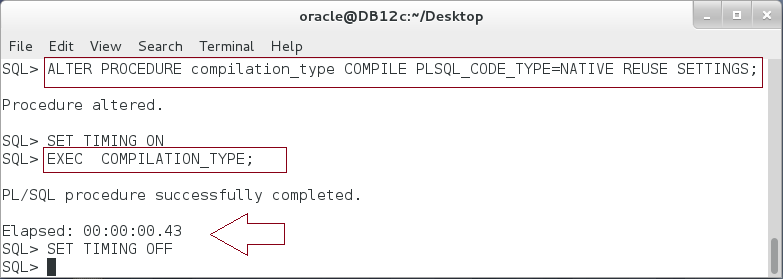 oracle@DB12c:~/Desktop
File Edit View Search Terminal Help
SQL> ALTER PROCEDURE compilation_type COMPILE PLSQL_CODE_TYPE=NATIVE REUSE SETTINGS;
Procedure altered.
SQL> SET TIMING ON
SQL> EXEC  COMPILATION_TYPE;
PL/SQL procedure successfully completed.
Elapsed: 00:00:00.43
SQL> SET TIMING OFF
SQL>